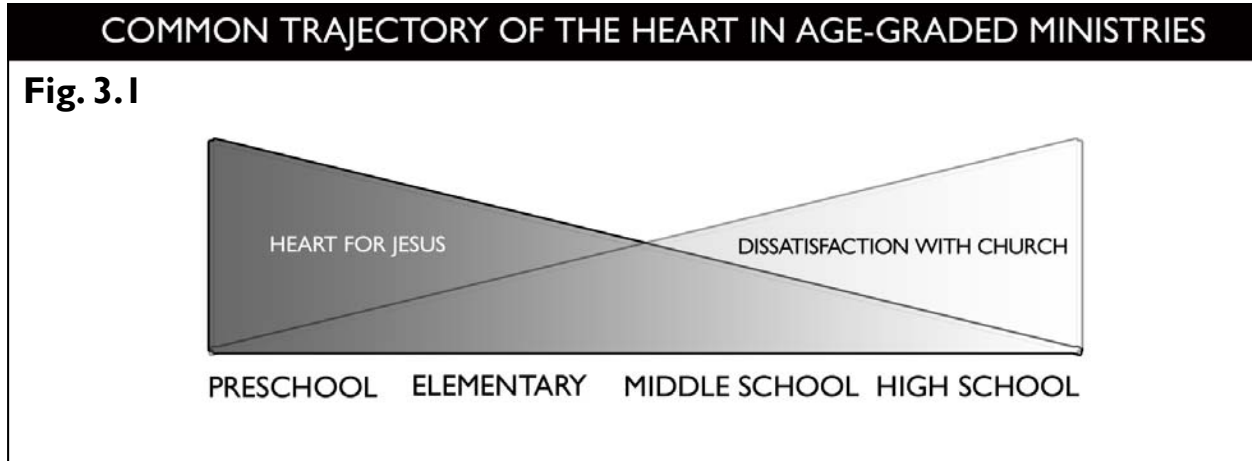 COMMON TRAJECTORY OF THE HEART IN AGE-GRADED MINISTRIES
Fig. 3.1
HEART FOR JESUS
DISSATISFACTION WITH CHURCH
PRESCHOOL ELEMENTARY MIDDLE SCHOOL HIGH SCHOOL